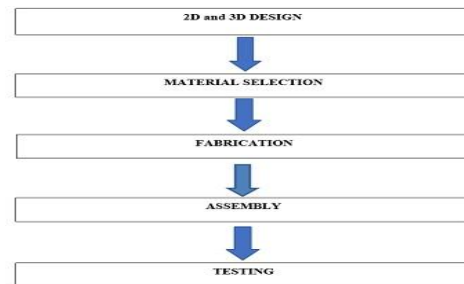 2D and 3D DESIGN
MATERIAL SELECTION
FABRICATION
ASSEMBLY
TESTING